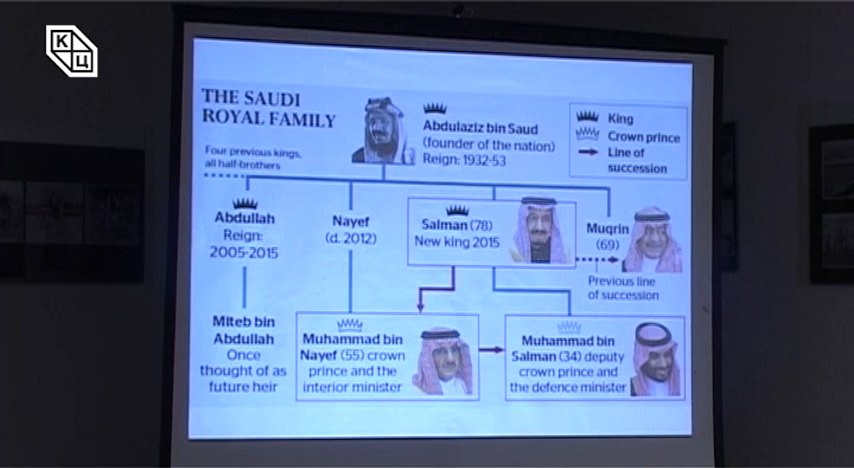 К
Ц
THE SAUDI
ROYAL FAMILY
Four previous kings,
all half-brothers
Abdulaziz bin Saud
(founder of the nation)
Reign: 1932-53
King
Crown prince
Line of
succession
Abdullah
Reign:
2005-2015
Nayef
(d. 2012)
Salman (78)
New king 2015
Muqrin
(69)
Previous line
of succession
Miteb bin
Abdullah
Once
thought of as
future heir
Muhammad bin
Nayef (55) crown
prince and the
interior minister
Muhammad bin
Salman (34) deputy
crown prince and
the defence minister